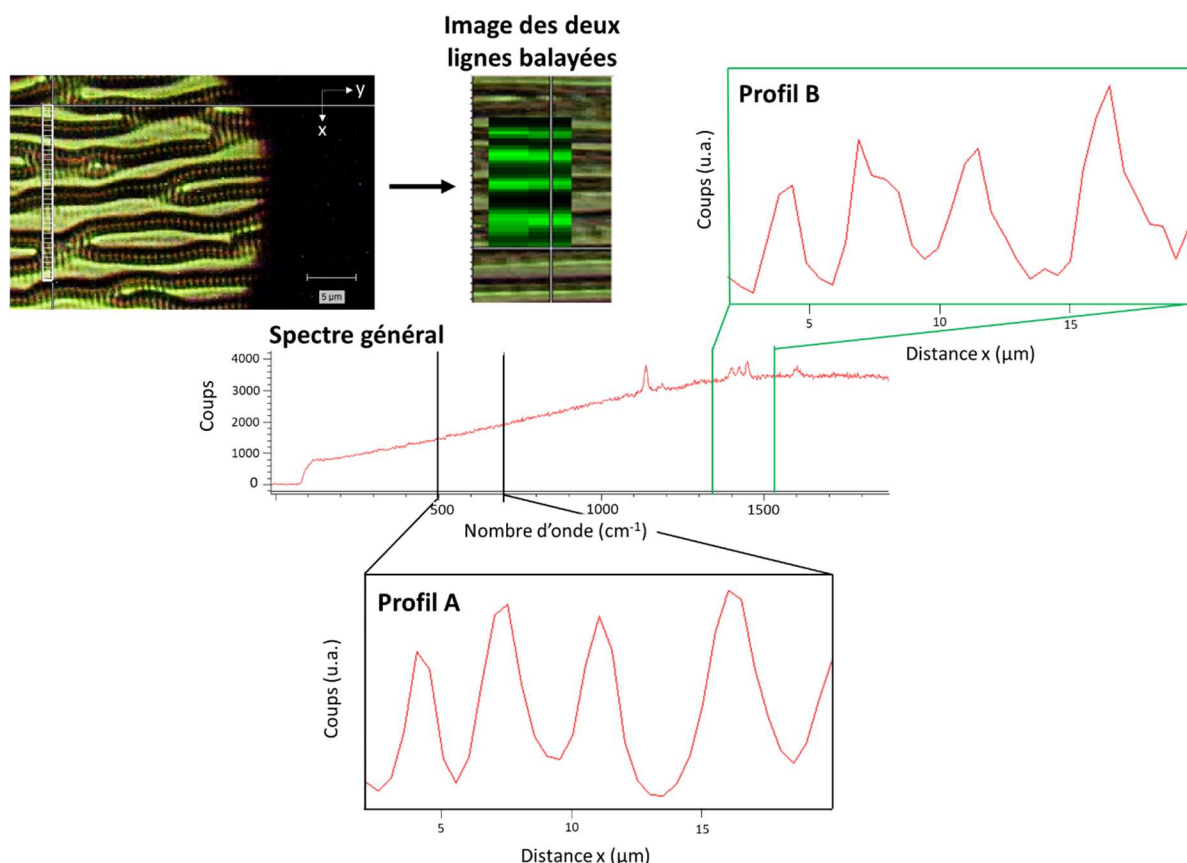 Image des deux
lignes balayées
y
x
5 µm
Profil B
Coups (u.a.)
5
10
15
Distance x (µm)
Spectre général
Coups
4000
3000
2000
1000
0
500
1000
1500
Nombre d'onde (cm-1)
Profil A
Coups (u.a.)
5
10
15
Distance x (µm)